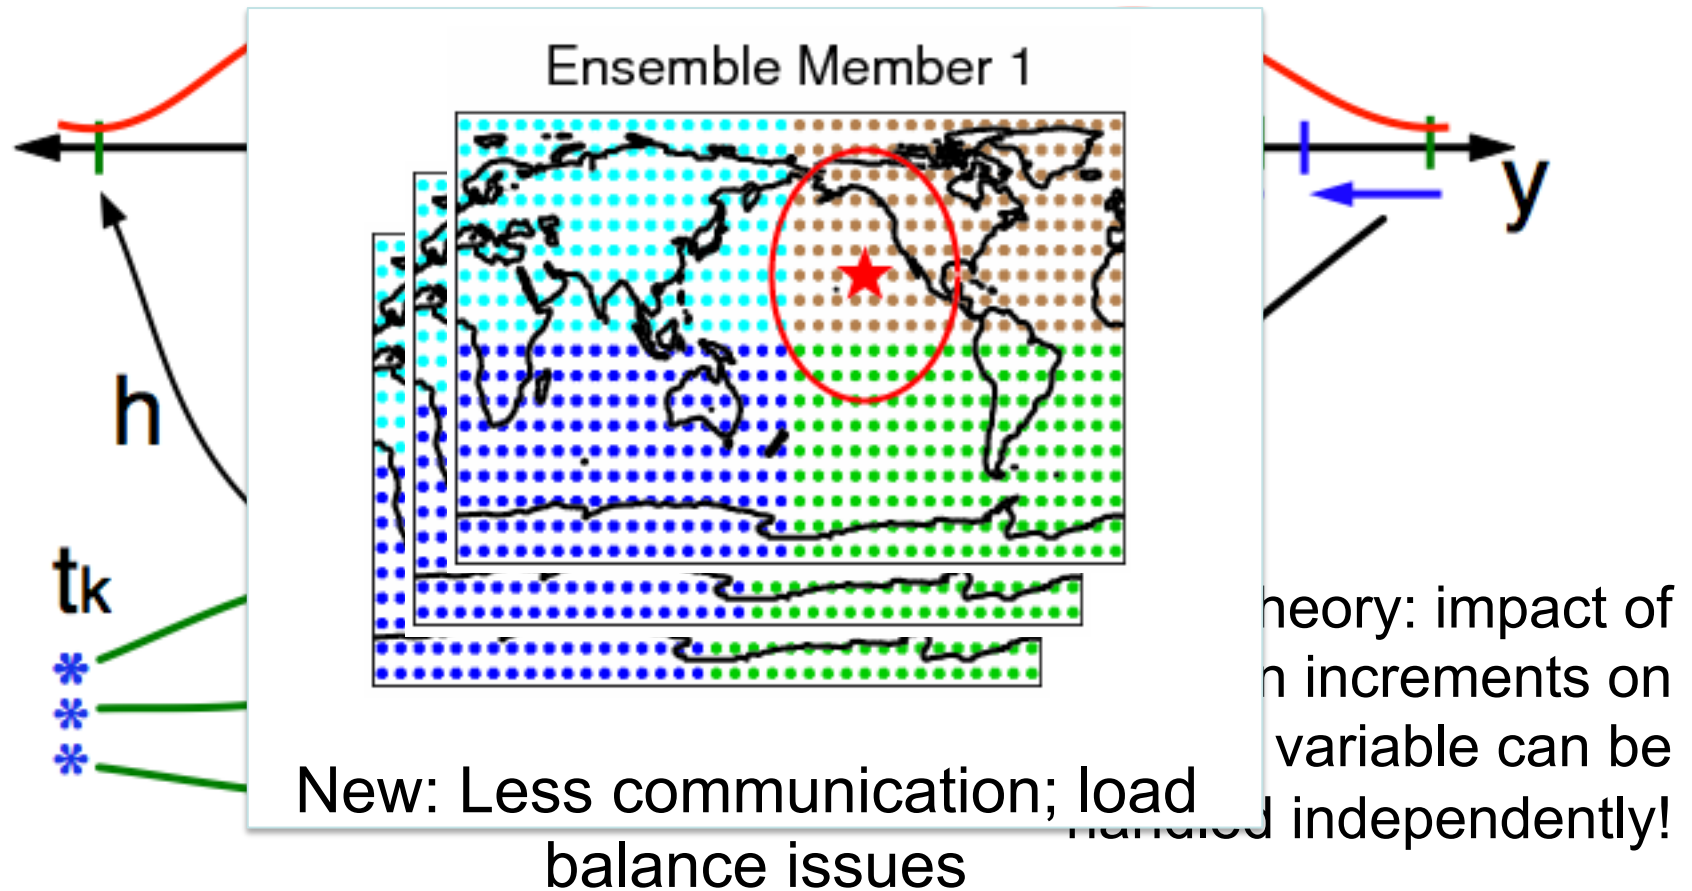 Ensemble Member 1
y
h
tk
*
*
*
heory: impact of
n increments on
variable can be
independently!
New: Less communication; load
balance issues